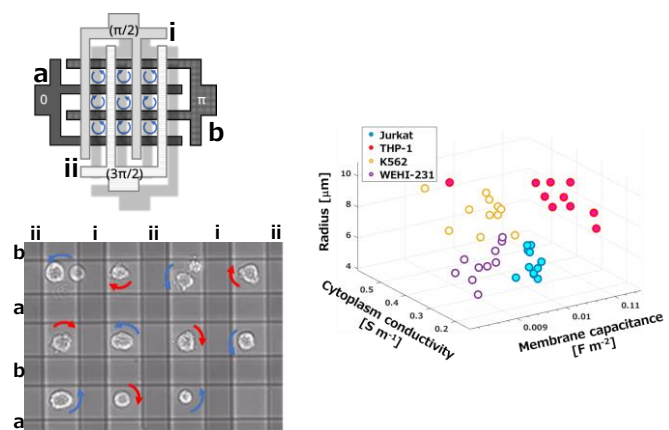 (π/2)
i
a
0
π
b
ii
(3π/2)
ii i ii i ii
b
a
b
a
Jurkat
THP-1
K562
WEHI-231
Radius [μm]
10
8
6
4
Cytoplasm conductivity
[S m⁻¹]
0.5
0.4
0.3
0.2
Membrane capacitance
[F m⁻²]
0.009
0.01
0.11